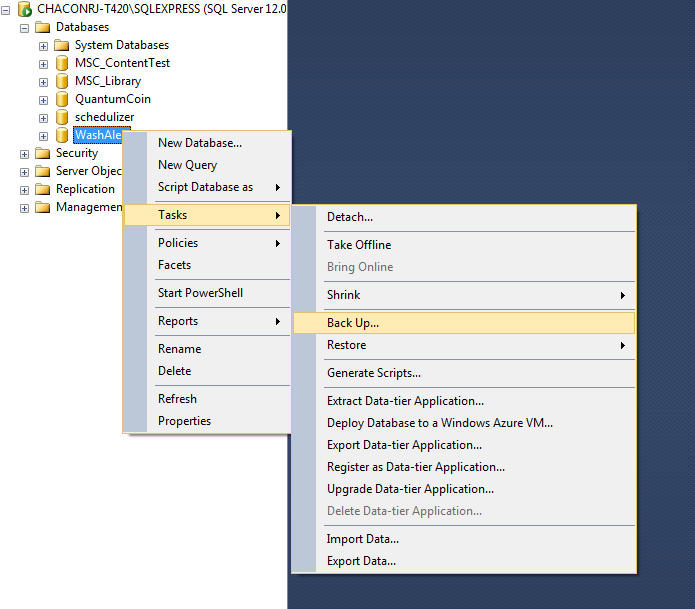 CHACONRJ-T420\SQLEXPRESS (SQL Server 12.0
Databases
System Databases
MSC_ContentTest
MSC_Library
QuantumCoin
schedulizer
WashAle
Security
Server Objec
Replication
Managemen
New Database...
New Query
Script Database as
Tasks
Policies
Facets
Start PowerShell
Reports
Rename
Delete
Refresh
Properties
Detach...
Take Offline
Bring Online
Shrink
Back Up...
Restore
Generate Scripts...
Extract Data-tier Application...
Deploy Database to a Windows Azure VM...
Export Data-tier Application...
Register as Data-tier Application...
Upgrade Data-tier Application...
Delete Data-tier Application...
Import Data...
Export Data...